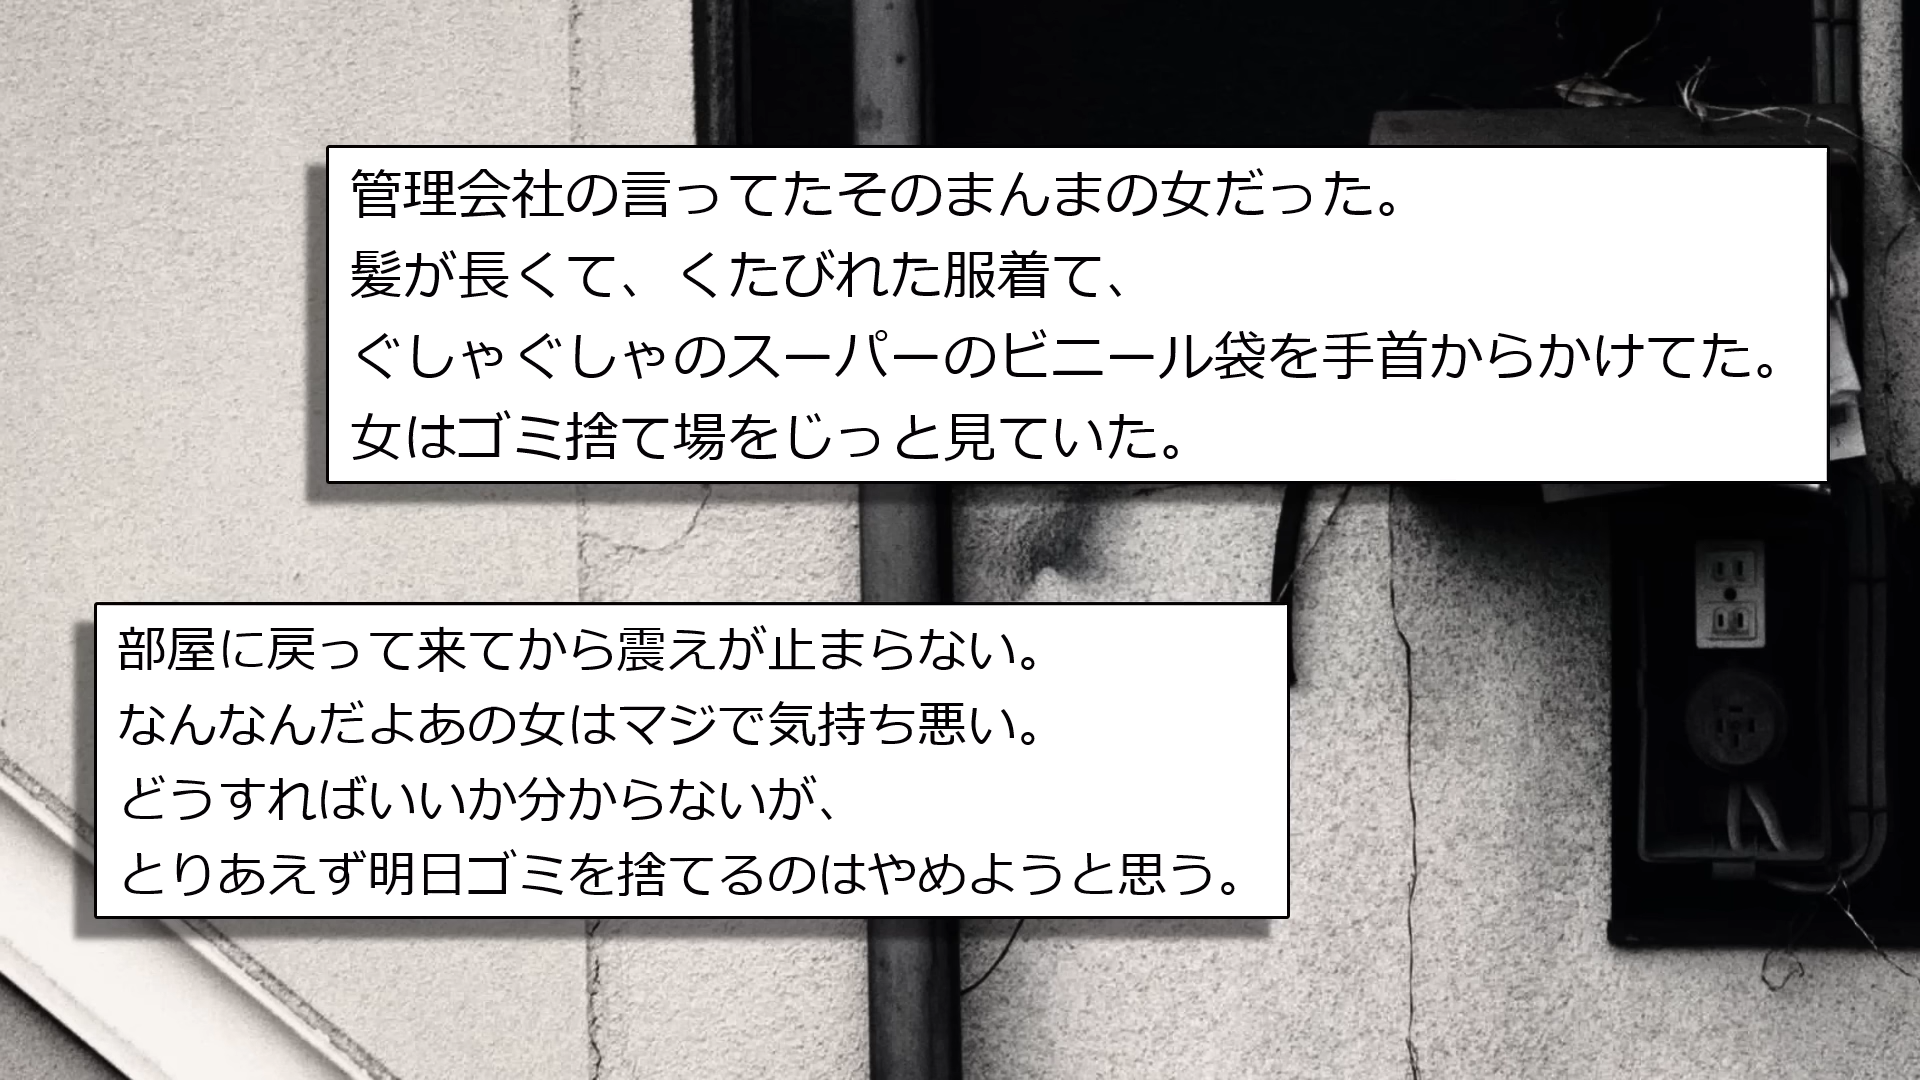 管理会社の言ってたそのまんまの女だった。
髪が長くて、くたびれた服着て、
ぐしゃぐしゃのスーパーのビニール袋を手首からかけてた。
女はゴミ捨て場をじっと見ていた。
部屋に戻って来てから震えが止まらない。
なんなんだよあの女はマジで気持ち悪い。
どうすればいいか分からないが、
とりあえず明日ゴミを捨てるのはやめようと思う。